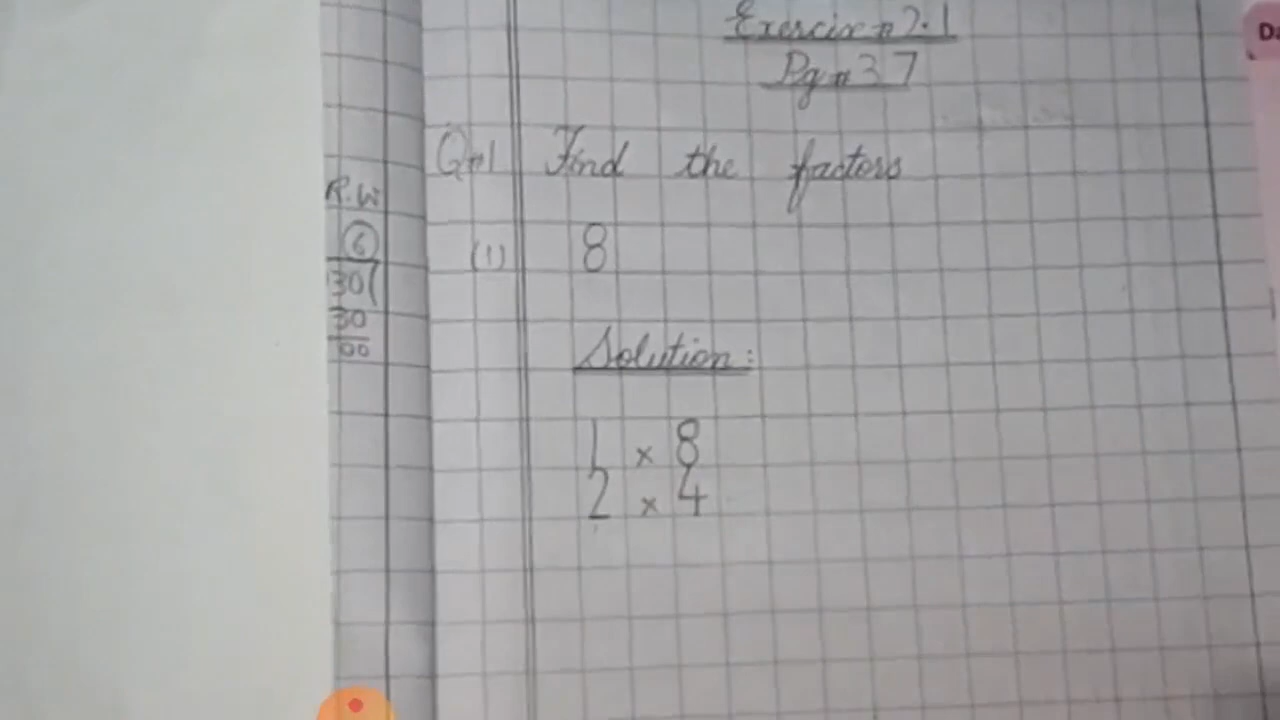 Exercise # 2.1
Pg # 37
Q#1 Find the factors
R.W
6
30(
30
00
(1) 8
Solution:
1 × 8
2 × 4